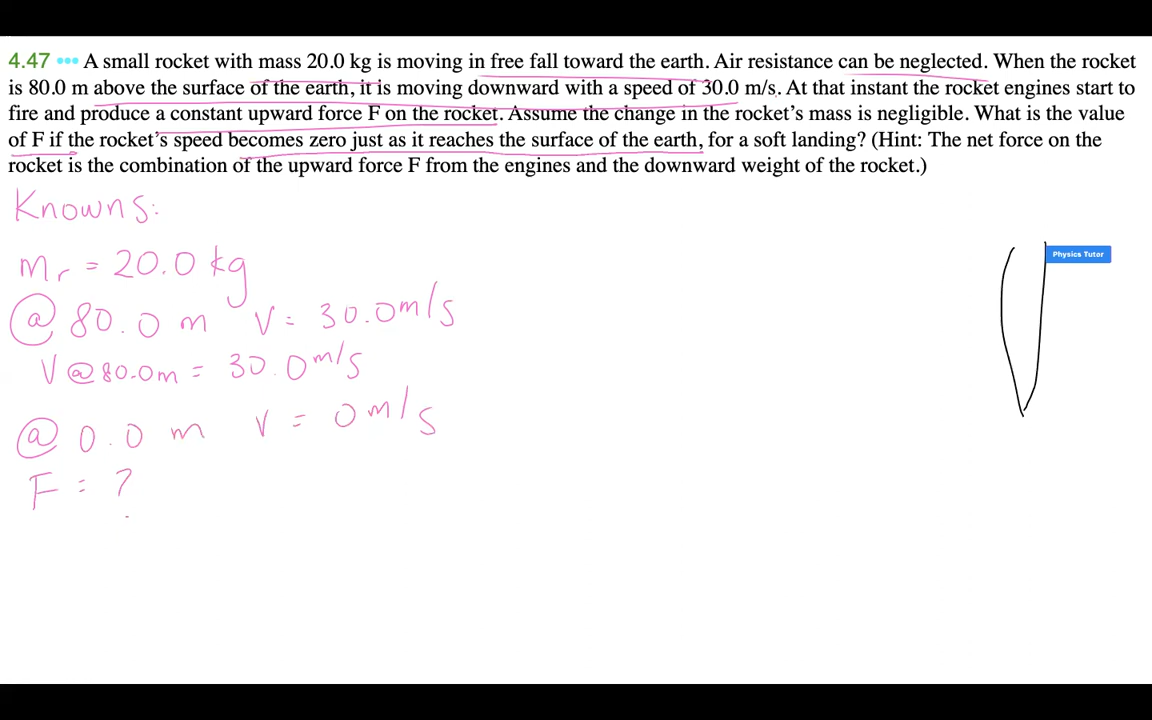 4.47 ••• A small rocket with mass 20.0 kg is moving in free fall toward the earth. Air resistance can be neglected. When the rocket
is 80.0 m above the surface of the earth, it is moving downward with a speed of 30.0 m/s. At that instant the rocket engines start to
fire and produce a constant upward force F on the rocket. Assume the change in the rocket’s mass is negligible. What is the value
of F if the rocket’s speed becomes zero just as it reaches the surface of the earth, for a soft landing? (Hint: The net force on the
rocket is the combination of the upward force F from the engines and the downward weight of the rocket.)
Knowns:
Physics Tutor
mr = 20.0 kg
@ 80.0 m V = 30.0 m/s
V @ 80.0m = 30.0 m/s
@ 0.0 m V = 0 m/s
F = ?